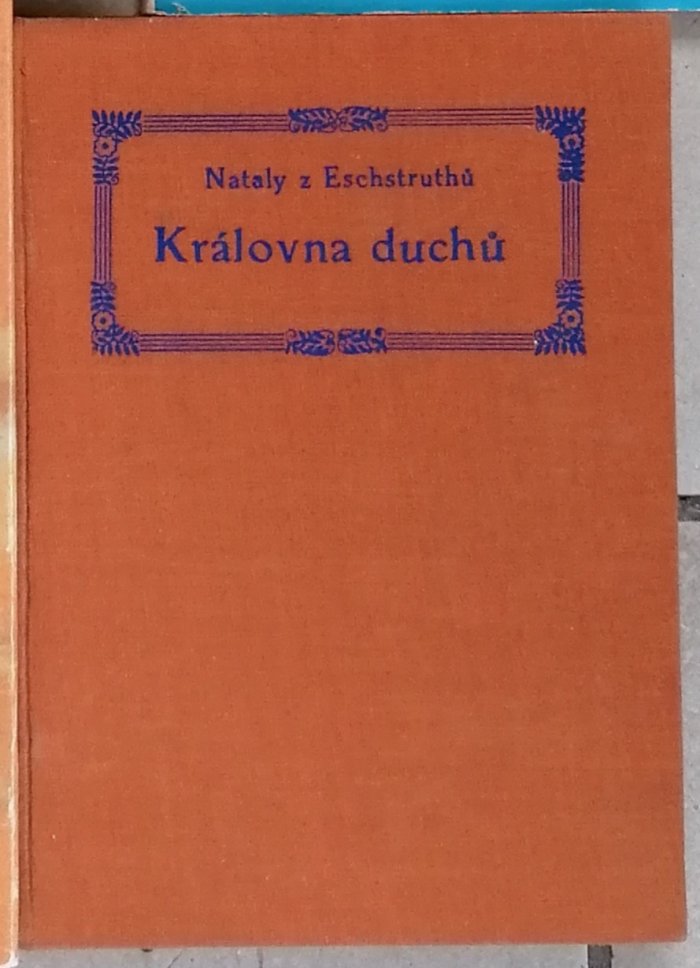 Nataly z Eschstruthů
Královna duchů